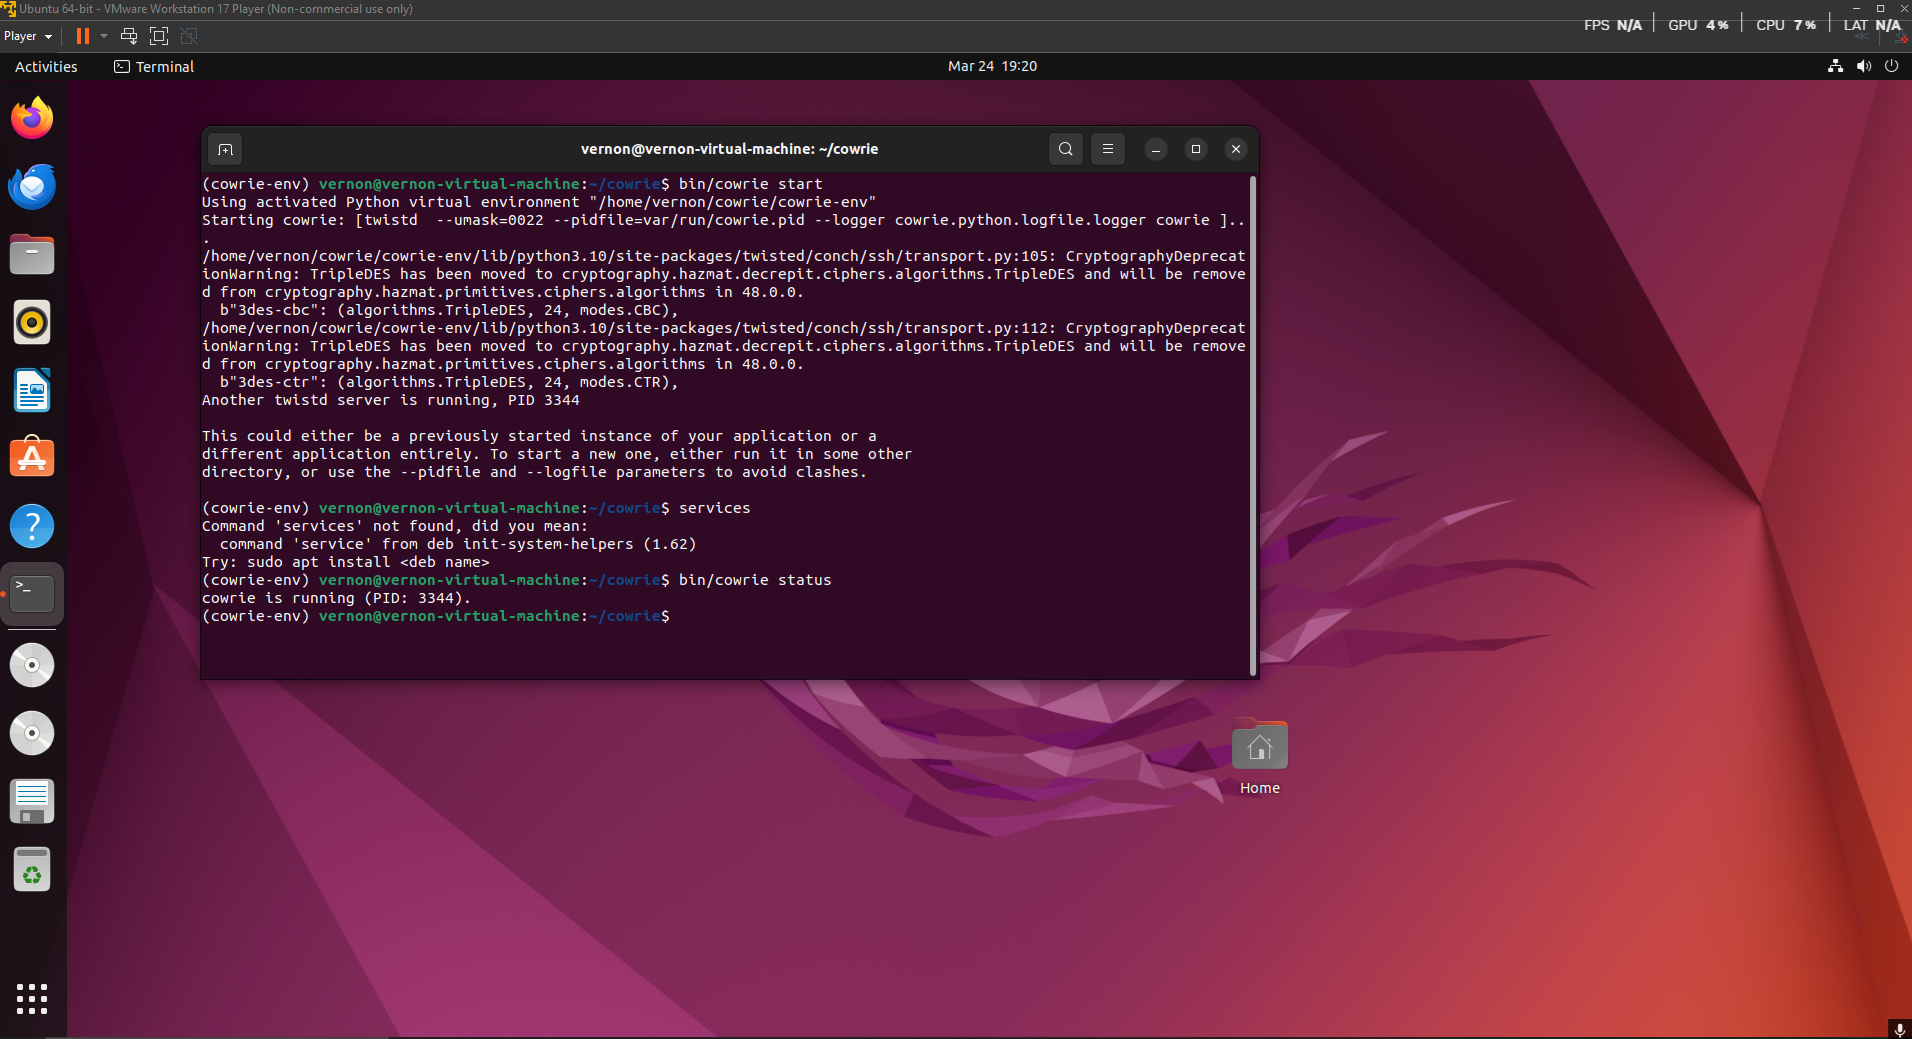 Ubuntu 64-bit - VMware Workstation 17 Player (Non-commercial use only)
Player
FPS N/A GPU 4 % CPU 7 % LAT N/A
Activities
Terminal
Mar 24 19:20
vernon@vernon-virtual-machine: ~/cowrie
(cowrie-env) vernon@vernon-virtual-machine:~/cowrie$ bin/cowrie start
Using activated Python virtual environment "/home/vernon/cowrie/cowrie-env"
Starting cowrie: [twistd  --umask=0022 --pidfile=var/run/cowrie.pid --logger cowrie.python.logfile.logger cowrie ]..
.
/home/vernon/cowrie/cowrie-env/lib/python3.10/site-packages/twisted/conch/ssh/transport.py:105: CryptographyDeprecat
ionWarning: TripleDES has been moved to cryptography.hazmat.decrepit.ciphers.algorithms.TripleDES and will be remove
d from cryptography.hazmat.primitives.ciphers.algorithms in 48.0.0.
  b"3des-cbc": (algorithms.TripleDES, 24, modes.CBC),
/home/vernon/cowrie/cowrie-env/lib/python3.10/site-packages/twisted/conch/ssh/transport.py:112: CryptographyDeprecat
ionWarning: TripleDES has been moved to cryptography.hazmat.decrepit.ciphers.algorithms.TripleDES and will be remove
d from cryptography.hazmat.primitives.ciphers.algorithms in 48.0.0.
  b"3des-ctr": (algorithms.TripleDES, 24, modes.CTR),
Another twistd server is running, PID 3344
This could either be a previously started instance of your application or a
different application entirely. To start a new one, either run it in some other
directory, or use the --pidfile and --logfile parameters to avoid clashes.
(cowrie-env) vernon@vernon-virtual-machine:~/cowrie$ services
Command 'services' not found, did you mean:
  command 'service' from deb init-system-helpers (1.62)
Try: sudo apt install <deb name>
(cowrie-env) vernon@vernon-virtual-machine:~/cowrie$ bin/cowrie status
cowrie is running (PID: 3344).
(cowrie-env) vernon@vernon-virtual-machine:~/cowrie$
Home